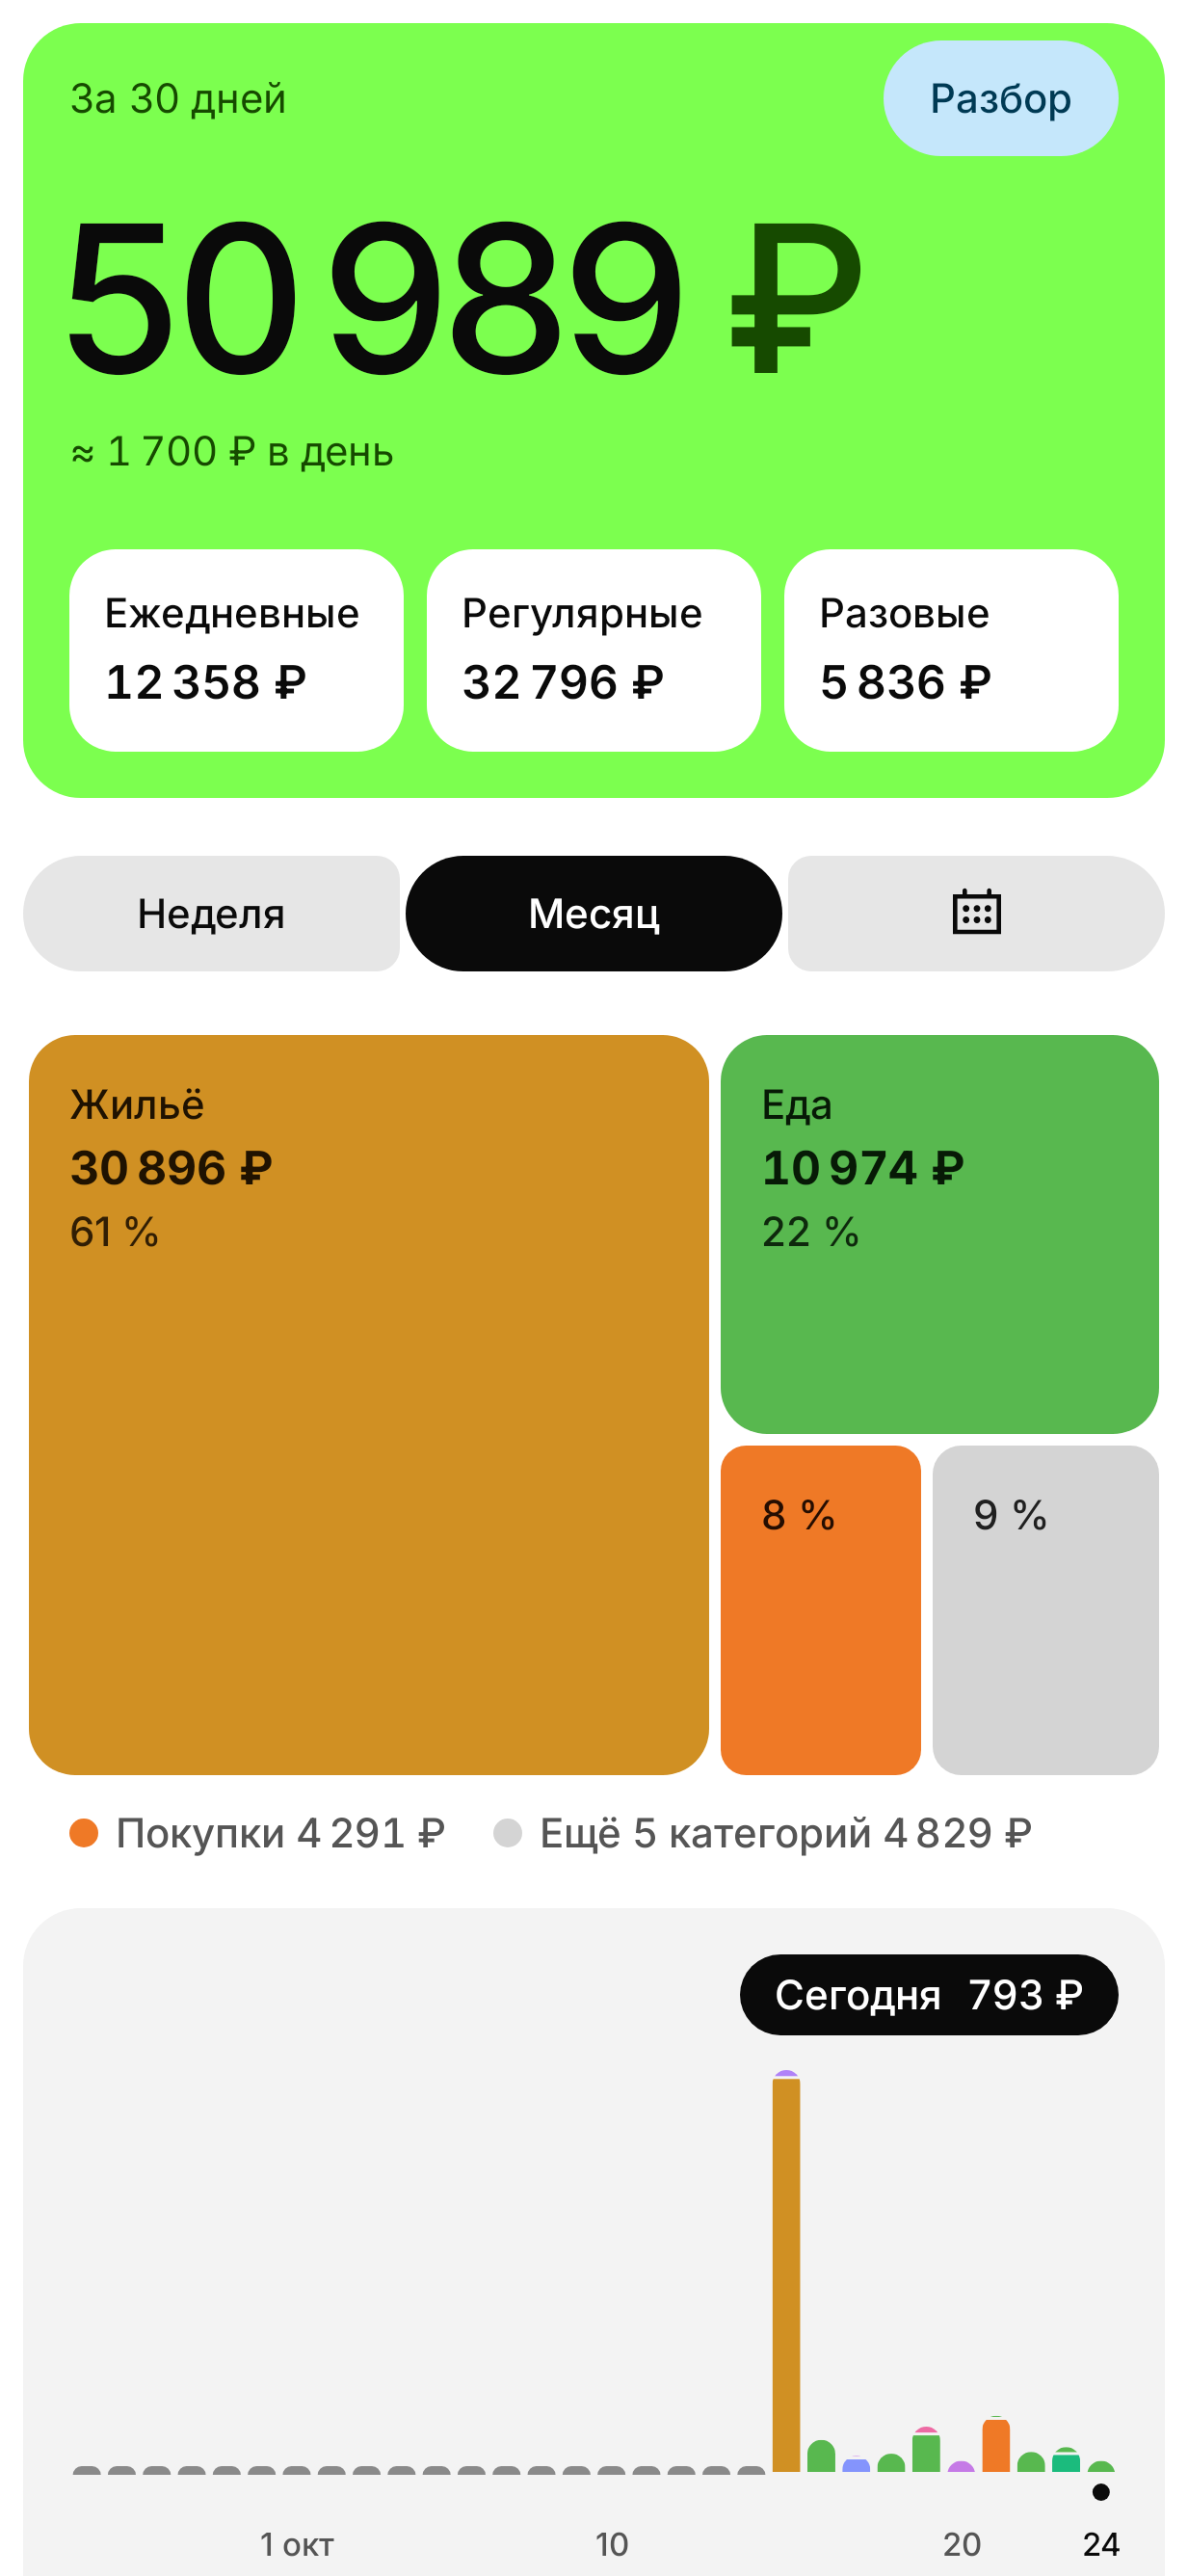 За 30 дней
Разбор
50 989 ₽
≈ 1 700 ₽ в день
Ежедневные
12 358 ₽
Регулярные
32 796 ₽
Разовые
5 836 ₽
Неделя
Месяц
Жильё
30 896 ₽
61 %
Еда
10 974 ₽
22 %
8 %
9 %
Покупки 4 291 ₽
Ещё 5 категорий 4 829 ₽
Сегодня 793 ₽
1 окт
10
20
24